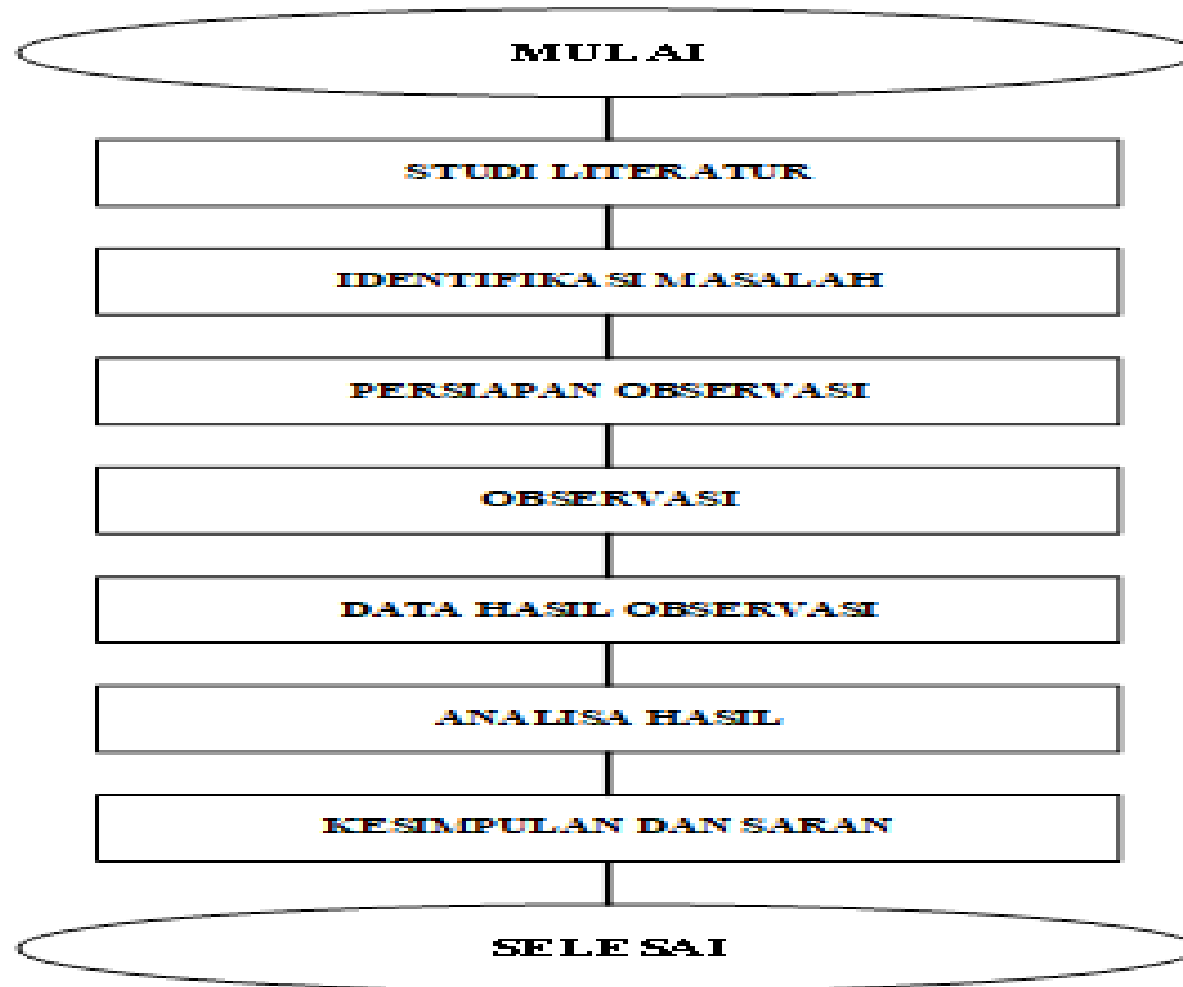 MULAI
STUDI LITERATUR
IDENTIFIKASI MASALAH
PERSIAPAN OBSERVASI
OBSERVASI
DATA HASIL OBSERVASI
ANALISA HASIL
KESIMPULAN DAN SARAN
SELESAI